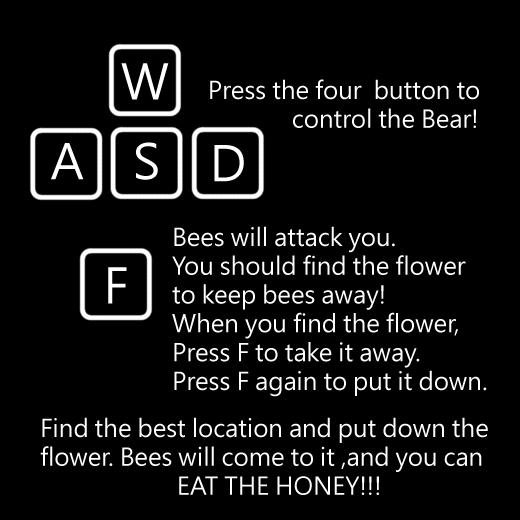 W
Press the four button to
control the Bear!
A S D
Bees will attack you.
You should find the flower
F
to keep bees away!
When you find the flower,
Press F to take it away.
Press F again to put it down.
Find the best location and put down the
flower. Bees will come to it ,and you can
EAT THE HONEY!!!